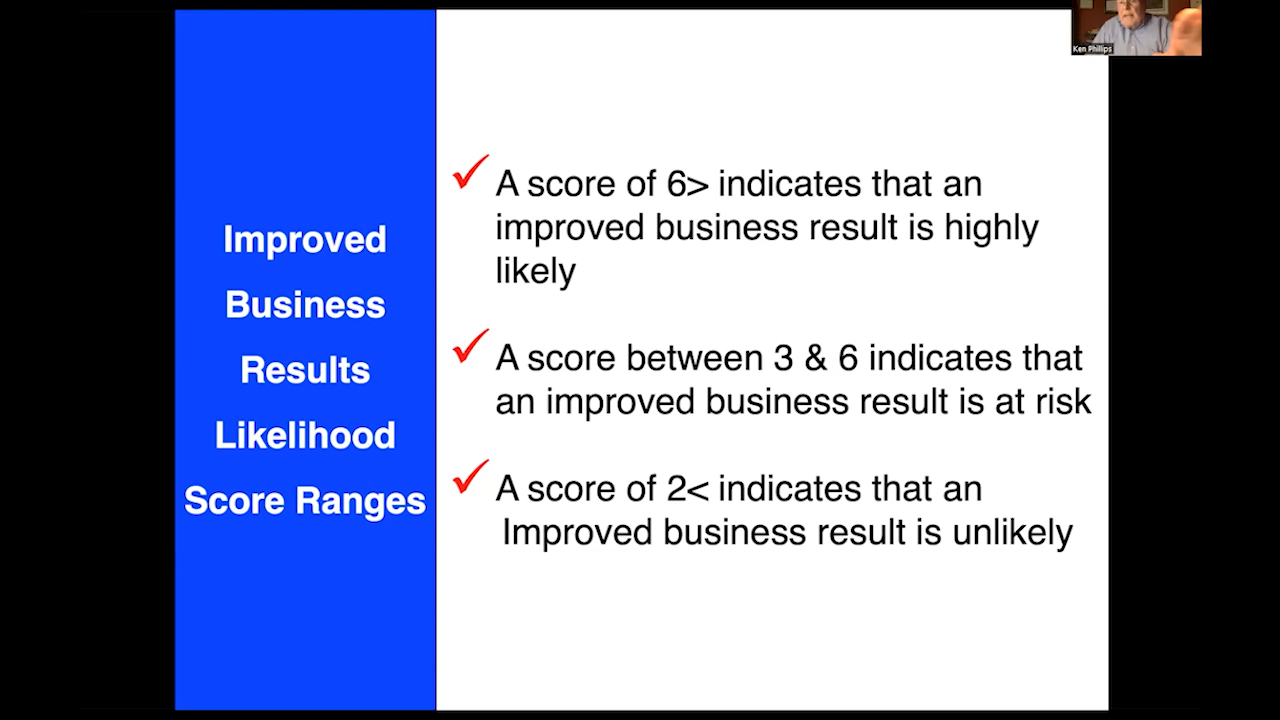 Improved
Business
Results
Likelihood
Score Ranges
A score of 6> indicates that an
improved business result is highly
likely
A score between 3 & 6 indicates that
an improved business result is at risk
A score of 2< indicates that an
Improved business result is unlikely
Ken Phillips